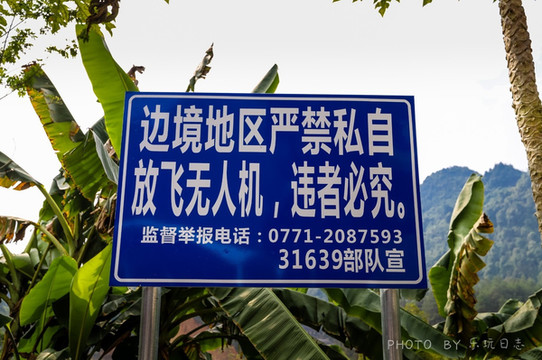 边境地区严禁私自
放飞无人机，违者必究。
监督举报电话：0771-2087593
31639部队宣
PHOTO BY 乐玩日志